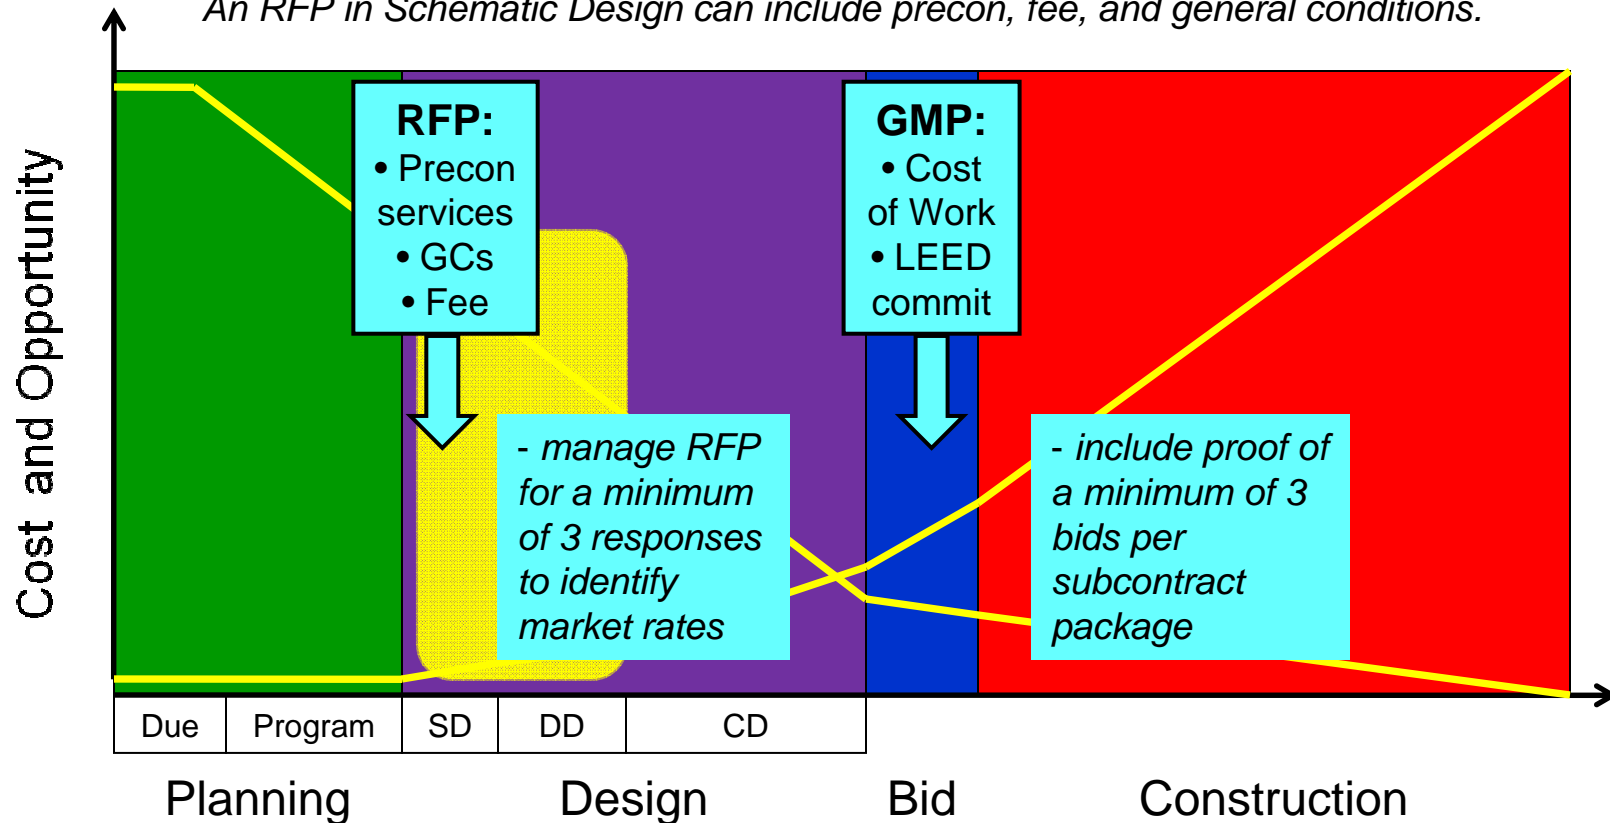 An RFP in Schematic Design can include precon, fee, and general conditions.
Cost and Opportunity
RFP:
• Precon
services
• GCs
• Fee
GMP:
• Cost
of Work
• LEED
commit
- manage RFP
for a minimum
of 3 responses
to identify
market rates
- include proof of
a minimum of 3
bids per
subcontract
package
Due
Program
SD
DD
CD
Planning
Design
Bid
Construction